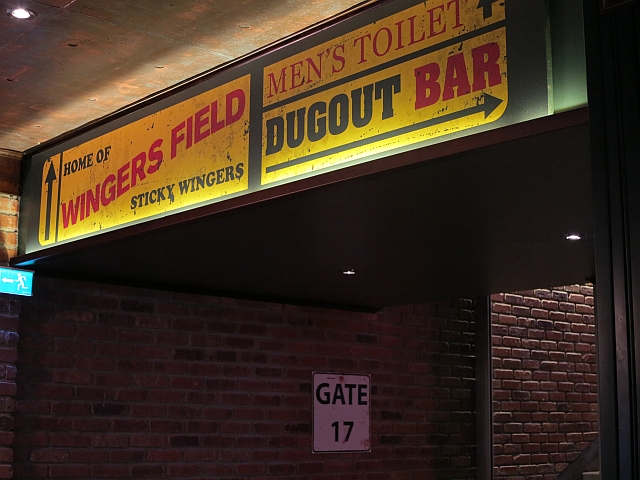 HOME OF
WINGERS FIELD
STICKY WINGERS
MEN'S TOILET
DUGOUT BAR
GATE
17